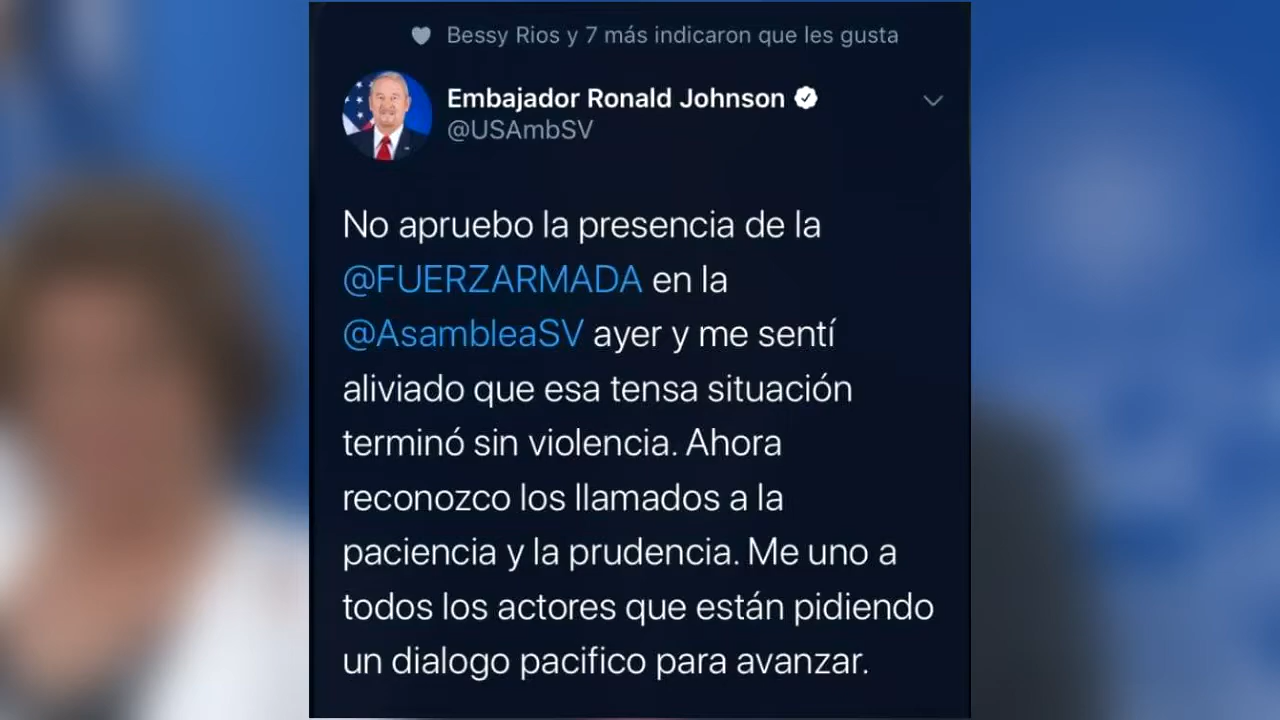 Bessy Rios y 7 más indicaron que les gusta
Embajador Ronald Johnson
@USAmbSV
No apruebo la presencia de la
@FUERZARMADA en la
@AsambleaSV ayer y me sentí
aliviado que esa tensa situación
terminó sin violencia. Ahora
reconozco los llamados a la
paciencia y la prudencia. Me uno a
todos los actores que están pidiendo
un dialogo pacifico para avanzar.